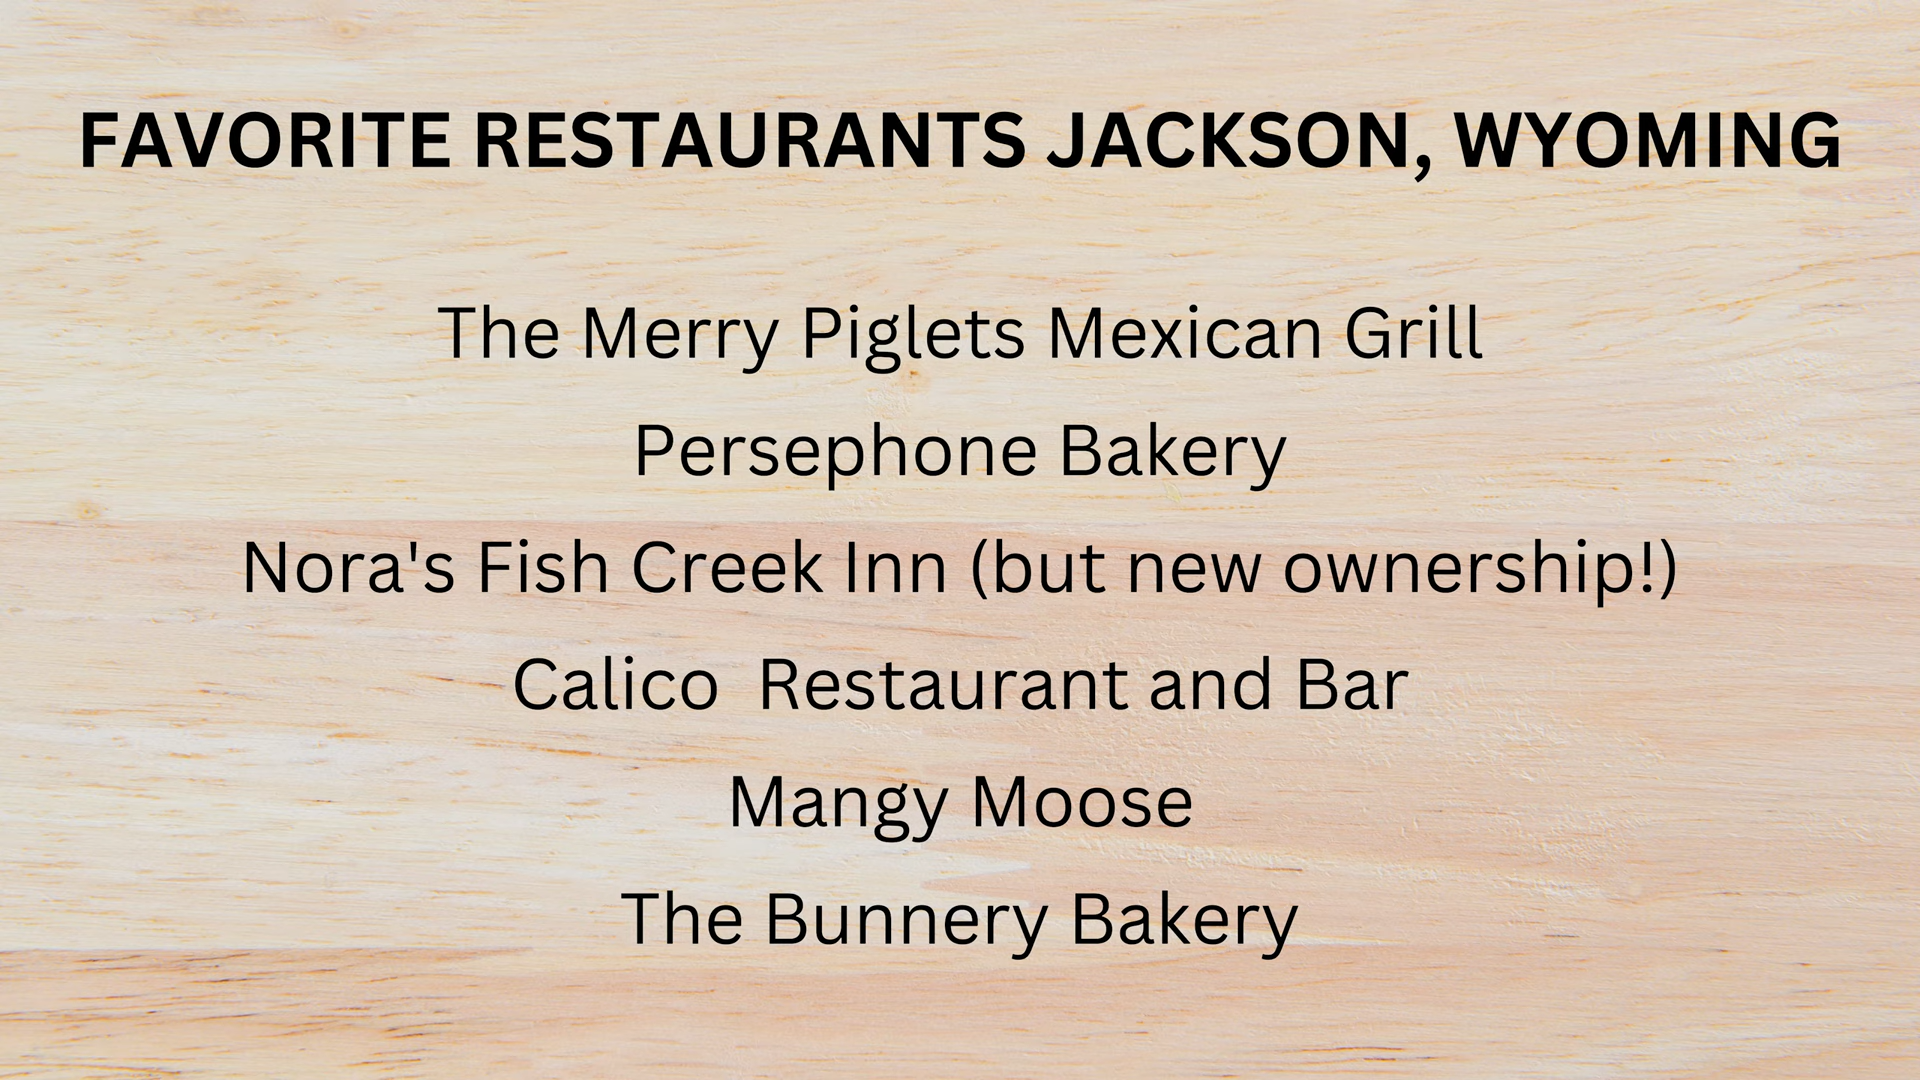 FAVORITE RESTAURANTS JACKSON, WYOMING
The Merry Piglets Mexican Grill
Persephone Bakery
Nora's Fish Creek Inn (but new ownership!)
Calico  Restaurant and Bar
Mangy Moose
The Bunnery Bakery